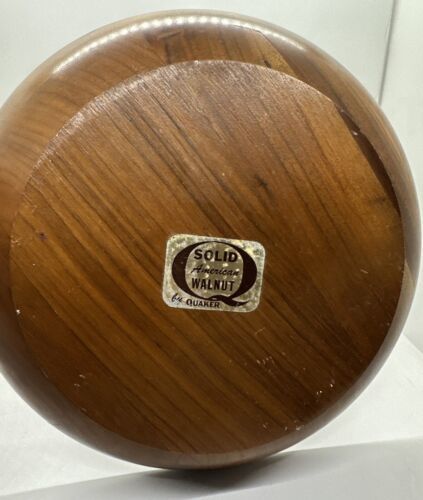 SOLID
American
WALNUT
by QUAKER